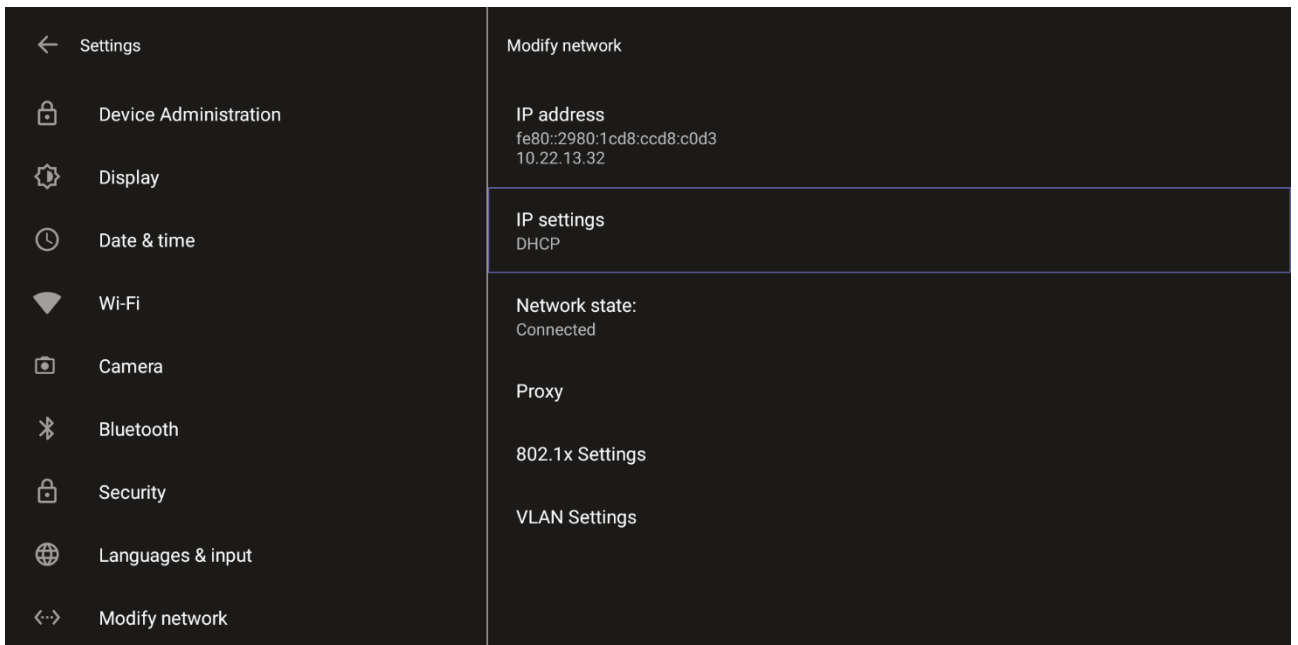 Settings
Device Administration
Display
Date & time
Wi-Fi
Camera
Bluetooth
Security
Languages & input
Modify network
Modify network
IP address
fe80::2980:1cd8:ccd8:c0d3
10.22.13.32
IP settings
DHCP
Network state:
Connected
Proxy
802.1x Settings
VLAN Settings